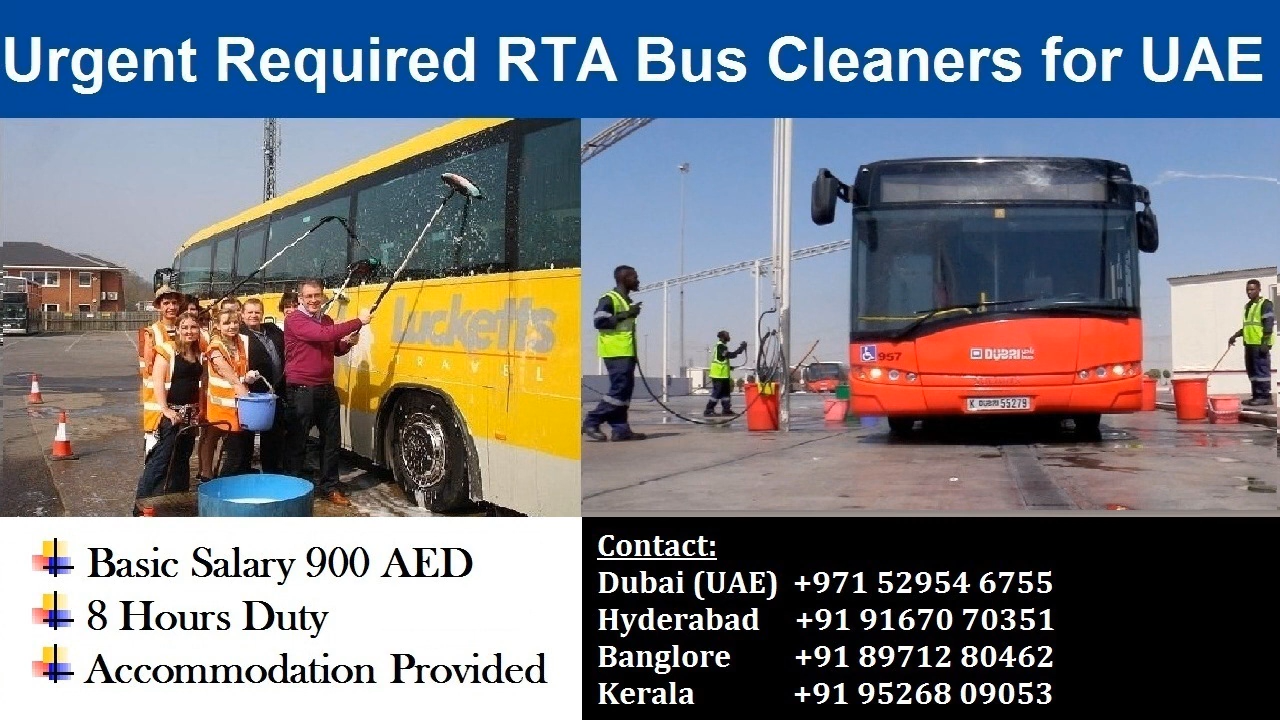 Urgent Required RTA Bus Cleaners for UAE
Lucketts
TRAVEL
957
DUBAI
K DUBAI 55279
Basic Salary 900 AED
8 Hours Duty
Accommodation Provided
Contact:
Dubai (UAE) +971 52954 6755
Hyderabad +91 91670 70351
Banglore +91 89712 80462
Kerala +91 95268 09053